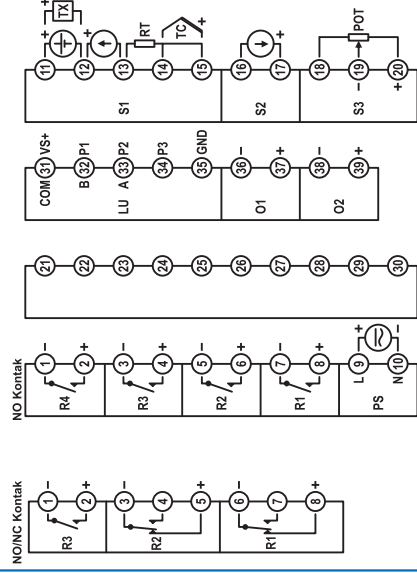 NO/NC Kontak
R3 1 −
2 +
R2 3 −
4
5 +
R1 6 −
7
8 +
NO Kontak
R4 1 −
2 +
R3 3 −
4 +
R2 5 −
6 +
R1 7 −
8 +
PS L 9 +
N 10 −
21
22
23
24
25
26
27
28
29
30
COM 31 VS+
B 32 P1
LU A 33 P2
34 P3
35 GND
O1 36 −
37 +
O2 38 −
39 +
S1 11 + + TX
12 +
13 RT
14 TC
15 +
S2 16 +
17
S3 18 POT
− 19
+ 20